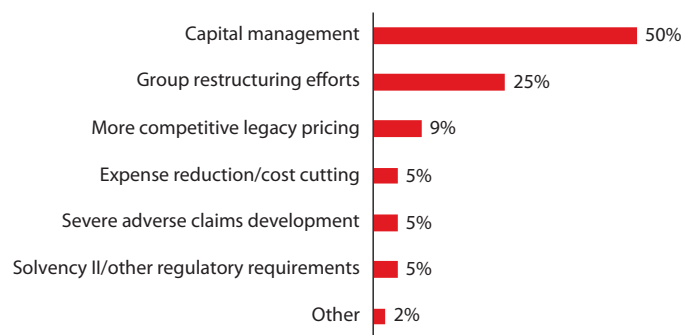 Capital management 50%
Group restructuring efforts 25%
More competitive legacy pricing 9%
Expense reduction/cost cutting 5%
Severe adverse claims development 5%
Solvency II/other regulatory requirements 5%
Other 2%